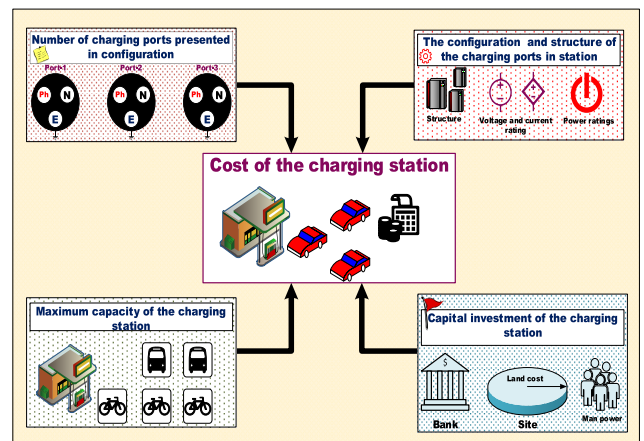 Number of charging ports presented
in configuration
Port-1
Port-2
Port-3
Ph
N
E
Ph
N
E
Ph
N
E
The configuration and structure of
the charging ports in station
Structure
Voltage and current
rating
Power ratings
Cost of the charging station
Maximum capacity of the charging
station
Capital investment of the charging
station
$
Land cost
Bank
Site
Man power